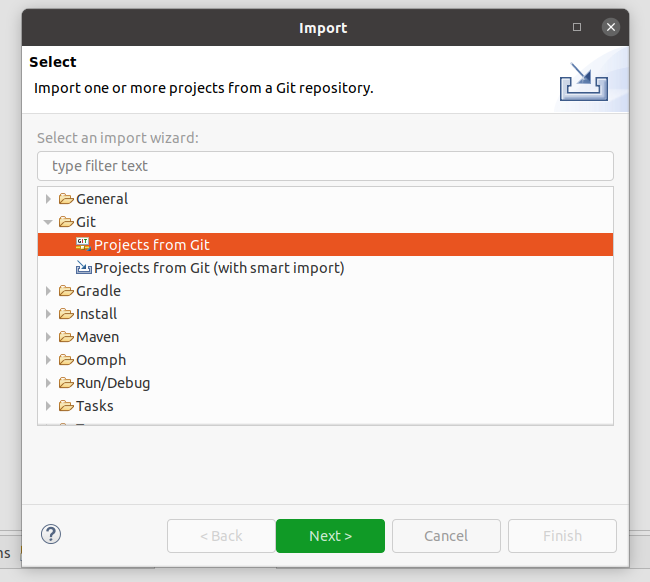 Import
Select
Import one or more projects from a Git repository.
Select an import wizard:
type filter text
General
Git
GIT
Projects from Git
Projects from Git (with smart import)
Gradle
Install
Maven
Oomph
Run/Debug
Tasks
ns
?
< Back
Next >
Cancel
Finish